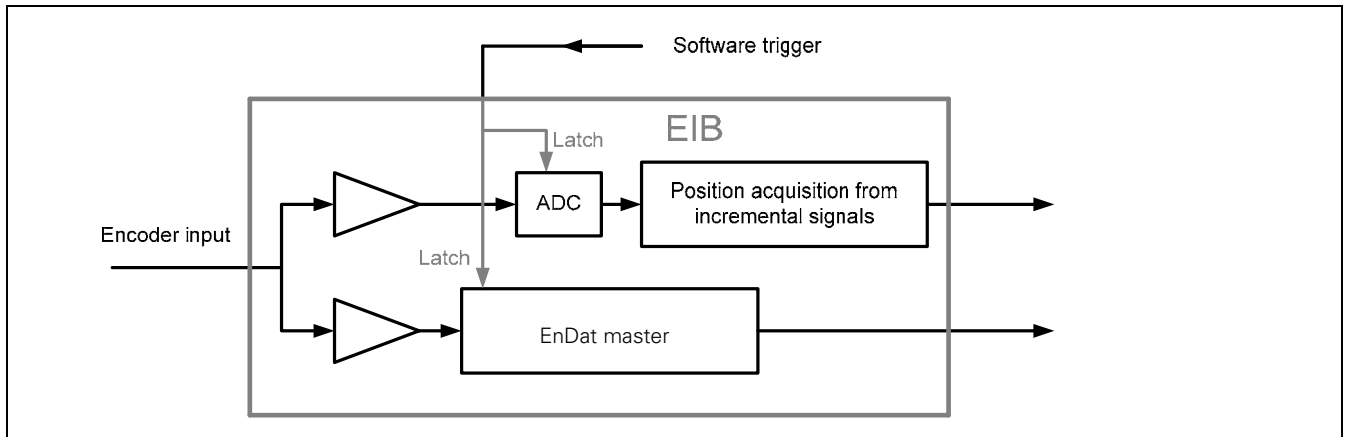 Software trigger
EIB
Latch
ADC
Position acquisition from
incremental signals
Encoder input
Latch
EnDat master